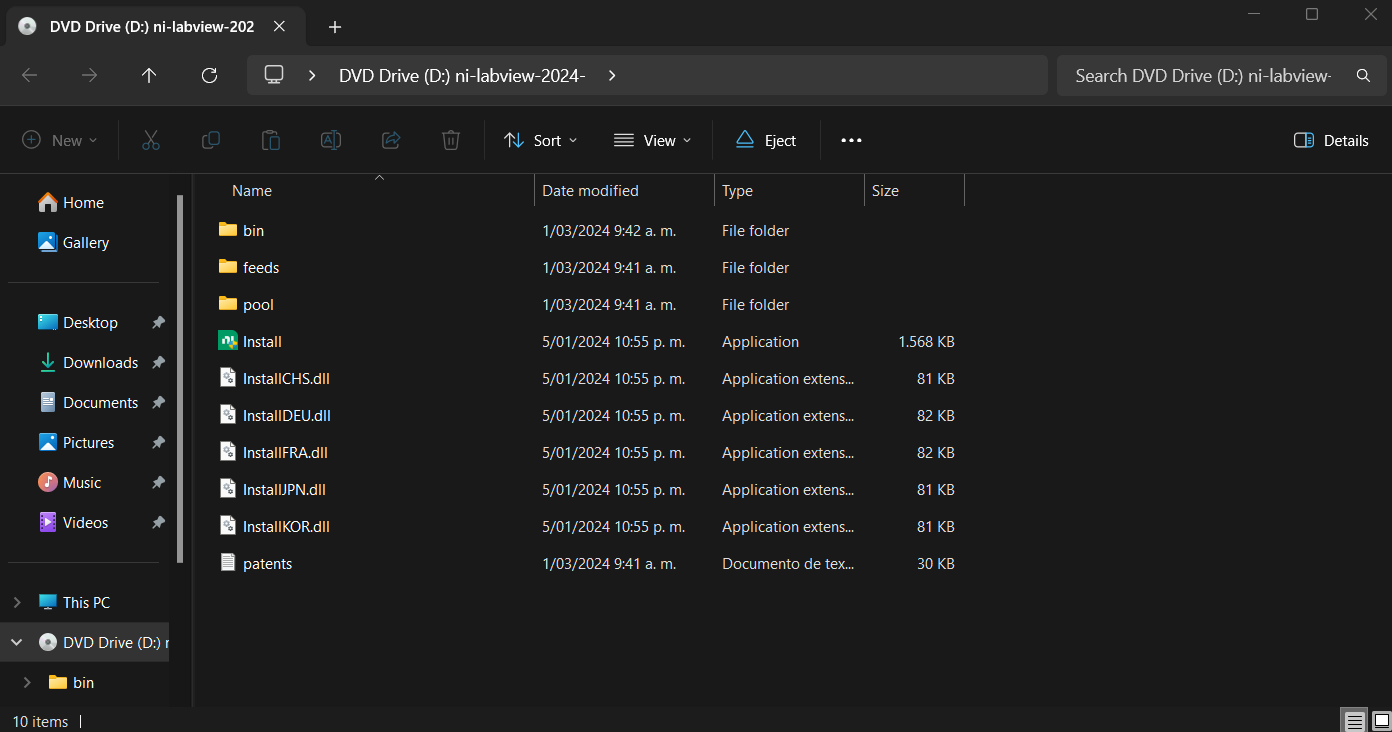 DVD Drive (D:) ni-labview-202
DVD Drive (D:) ni-labview-2024-
Search DVD Drive (D:) ni-labview-
New
Sort
View
Eject
Details
Name Date modified Type Size
Home
Gallery
Desktop
Downloads
Documents
Pictures
Music
Videos
This PC
DVD Drive (D:) r
bin
bin 1/03/2024 9:42 a. m. File folder
feeds 1/03/2024 9:41 a. m. File folder
pool 1/03/2024 9:41 a. m. File folder
Install 5/01/2024 10:55 p. m. Application 1.568 KB
InstallCHS.dll 5/01/2024 10:55 p. m. Application extens... 81 KB
InstallDEU.dll 5/01/2024 10:55 p. m. Application extens... 82 KB
InstallFRA.dll 5/01/2024 10:55 p. m. Application extens... 82 KB
InstallJPN.dll 5/01/2024 10:55 p. m. Application extens... 81 KB
InstallKOR.dll 5/01/2024 10:55 p. m. Application extens... 81 KB
patents 1/03/2024 9:41 a. m. Documento de tex... 30 KB
10 items